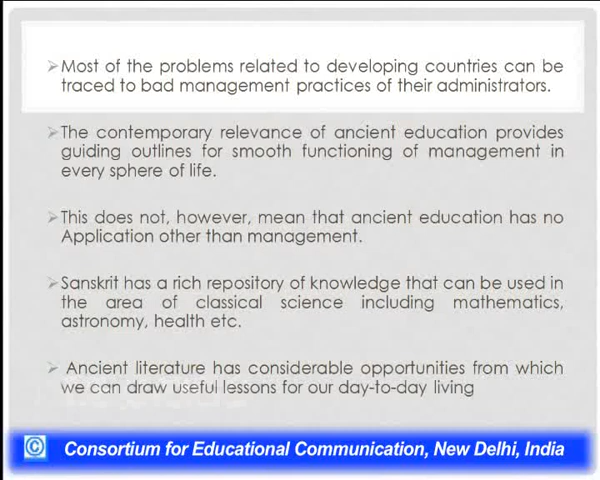 ➢Most of the problems related to developing countries can be
traced to bad management practices of their administrators.
➢The contemporary relevance of ancient education provides
guiding outlines for smooth functioning of management in
every sphere of life.
➢This does not, however, mean that ancient education has no
Application other than management.
➢Sanskrit has a rich repository of knowledge that can be used in
the area of classical science including mathematics,
astronomy, health etc.
➢ Ancient literature has considerable opportunities from which
we can draw useful lessons for our day-to-day living
© Consortium for Educational Communication, New Delhi, India